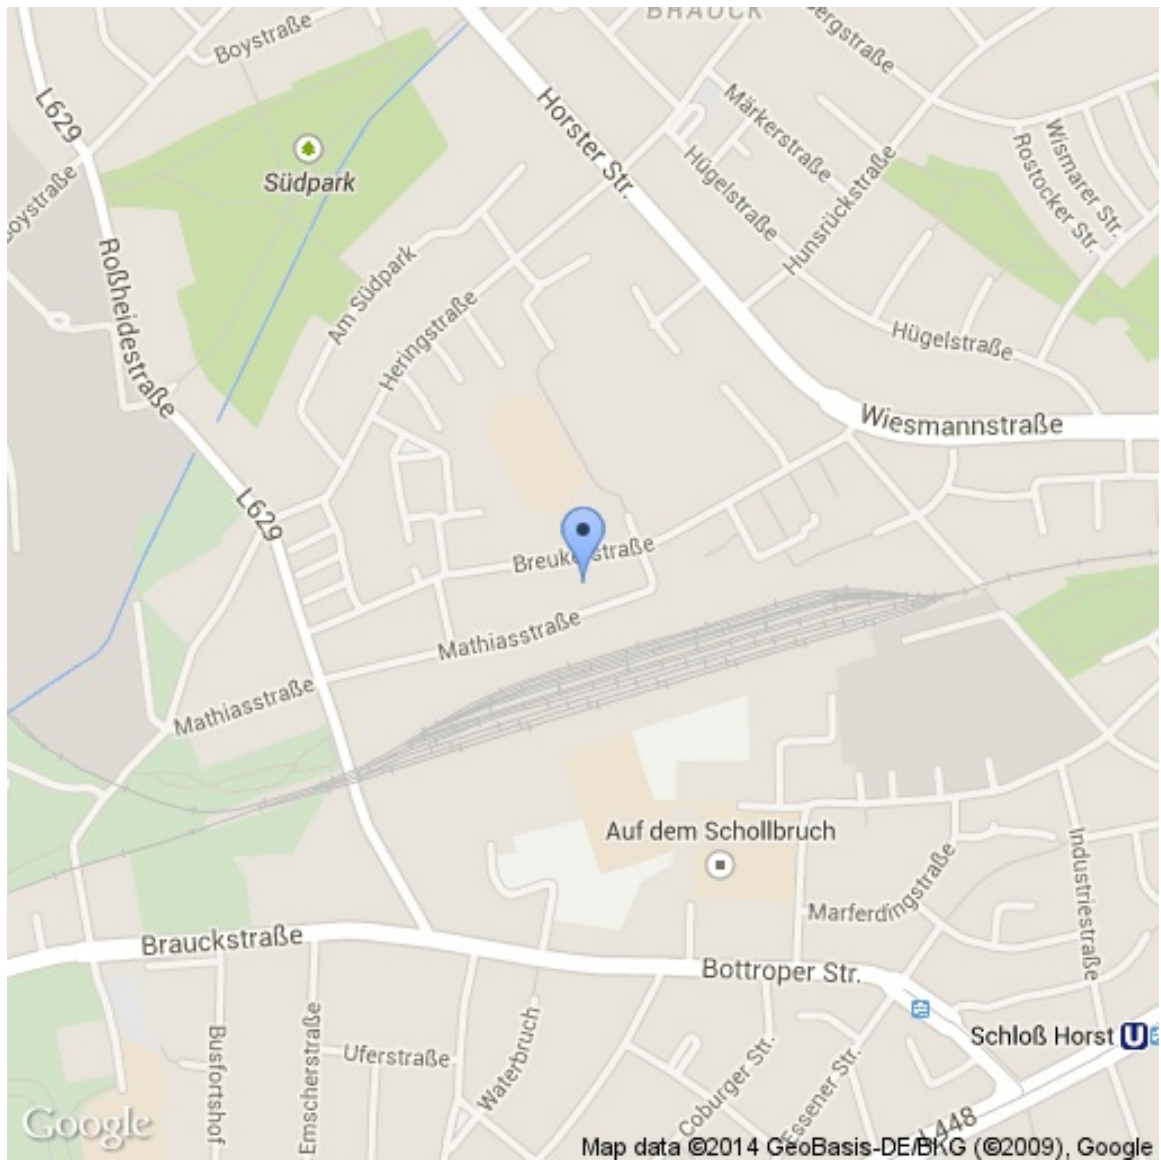 BRAUCK
Boystraße
L629
Horster Str.
Märkerstraße
Wismarer Str.
Rostocker Str.
Hügelstraße
Hunsrückstraße
Südpark
Boystraße
Roßheidestraße
Am Südpark
Heringstraße
Hügelstraße
Wiesmannstraße
L629
Mathiasstraße
Mathiasstraße
Auf dem Schollbruch
Marferdingstraße
Industriestraße
Brauckstraße
Bottroper Str.
Schloß Horst U
Busfortshof
Emscherstraße
Uferstraße
Waterbruch
Coburger Str.
Essener Str.
L448
Google
Map data ©2014 GeoBasis-DE/BKG (©2009), Google